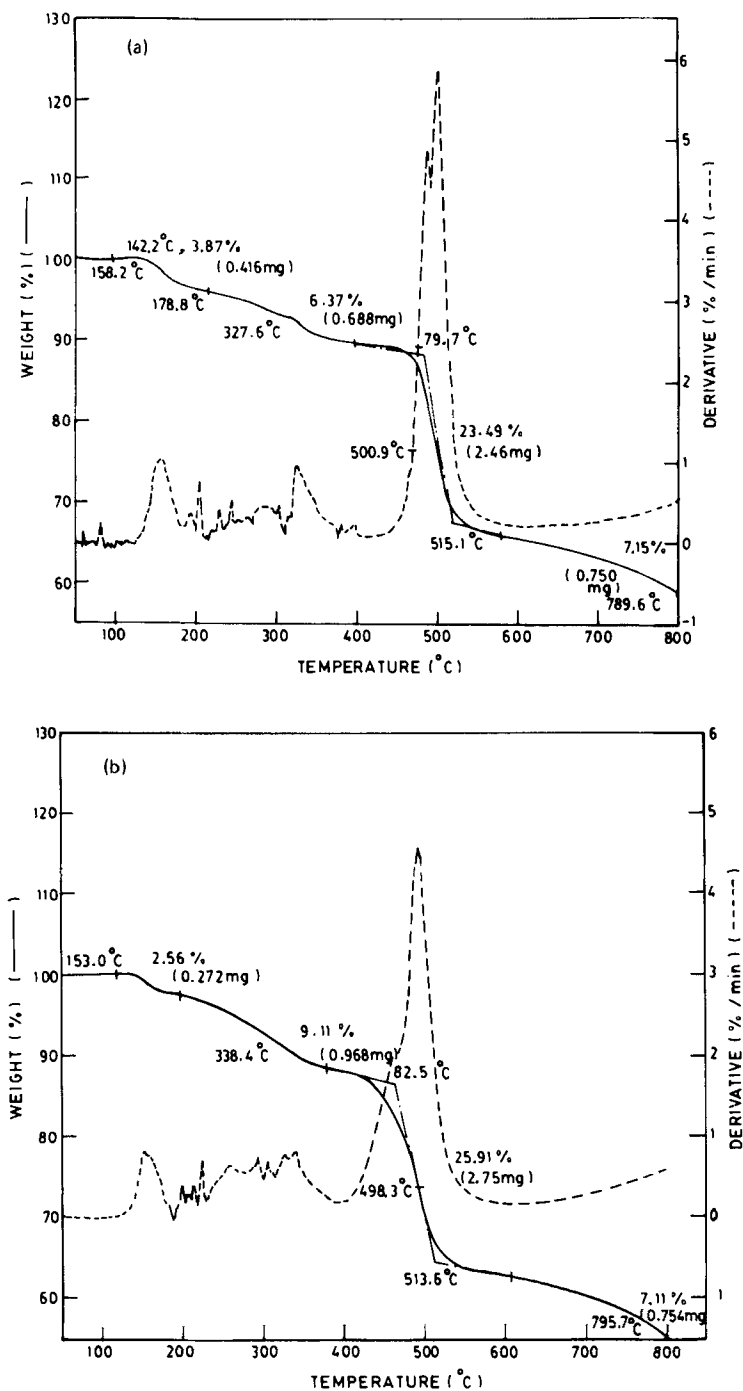 (a)
130
120
100
90
80
70
60
WEIGHT (%) (——)
142.2°C, 3.87%
(0.416mg)
158.2°C
178.8°C
327.6°C
6.37%
(0.688mg)
79.7°C
500.9°C
23.49%
(2.46mg)
515.1°C
7.15%
(0.750
mg)
789.6°C
6
5
4
3
2
1
0
-1
DERIVATIVE (% /min) (----)
100 200 300 400 500 600 700 800
TEMPERATURE (°C)
(b)
130
120
110
100
90
80
70
60
WEIGHT (%) (——)
153.0°C
2.56%
(0.272mg)
338.4°C
9.11%
(0.968mg)
82.5°C
498.3°C
25.91%
(2.75mg)
513.6°C
7.11%
(0.754mg
795.7°C
6
5
4
3
2
1
0
1
DERIVATIVE (% / min) (----)
100 200 300 400 500 600 700 800
TEMPERATURE (°C)